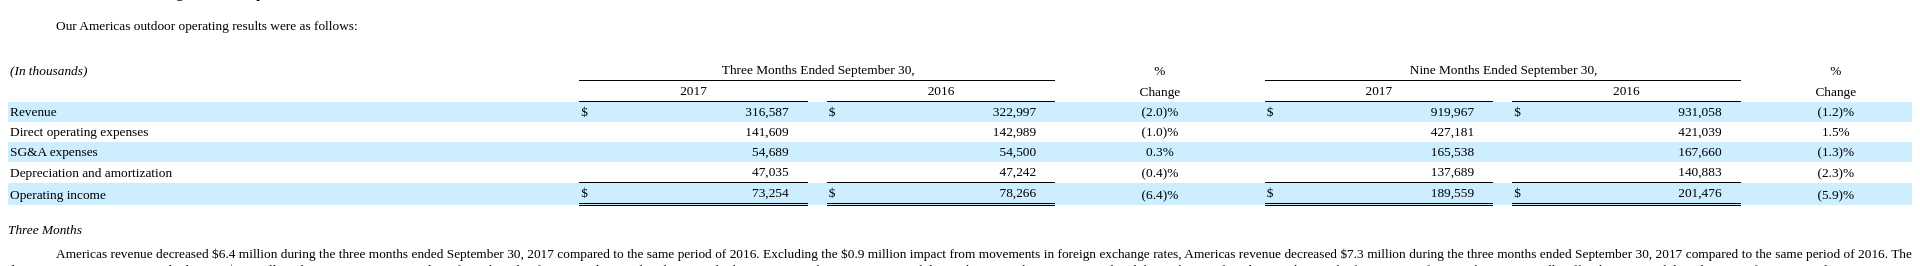 Our Americas outdoor operating results were as follows:
(In thousands) Three Months Ended September 30, % Nine Months Ended September 30, %
2017 2016 Change 2017 2016 Change
Revenue $ 316,587 $ 322,997 (2.0)% $ 919,967 $ 931,058 (1.2)%
Direct operating expenses 141,609 142,989 (1.0)% 427,181 421,039 1.5%
SG&A expenses 54,689 54,500 0.3% 165,538 167,660 (1.3)%
Depreciation and amortization 47,035 47,242 (0.4)% 137,689 140,883 (2.3)%
Operating income $ 73,254 $ 78,266 (6.4)% $ 189,559 $ 201,476 (5.9)%
Three Months
Americas revenue decreased $6.4 million during the three months ended September 30, 2017 compared to the same period of 2016. Excluding the $0.9 million impact from movements in foreign exchange rates, Americas revenue decreased $7.3 million during the three months ended September 30, 2017 compared to the same period of 2016. The